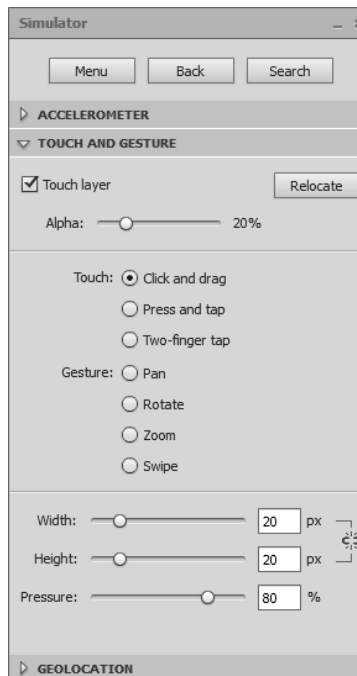 Simulator
Menu Back Search
ACCELEROMETER
TOUCH AND GESTURE
Touch layer Relocate
Alpha: 20%
Touch: Click and drag
Press and tap
Two-finger tap
Gesture: Pan
Rotate
Zoom
Swipe
Width: 20 px
Height: 20 px
Pressure: 80 %
GEOLOCATION